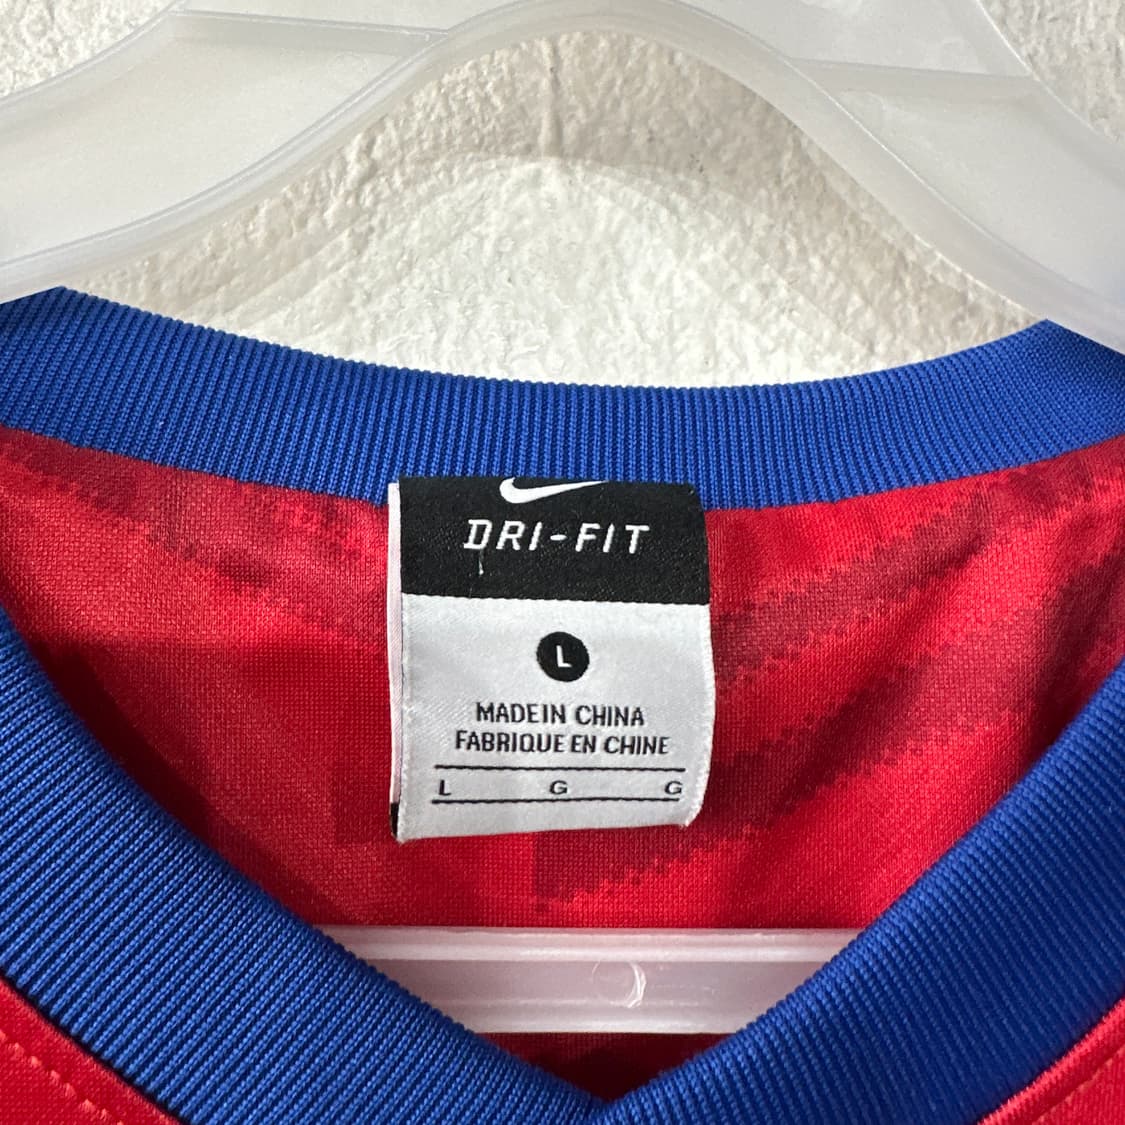 DRI-FIT
L
MADE IN CHINA
FABRIQUE EN CHINE
L G G